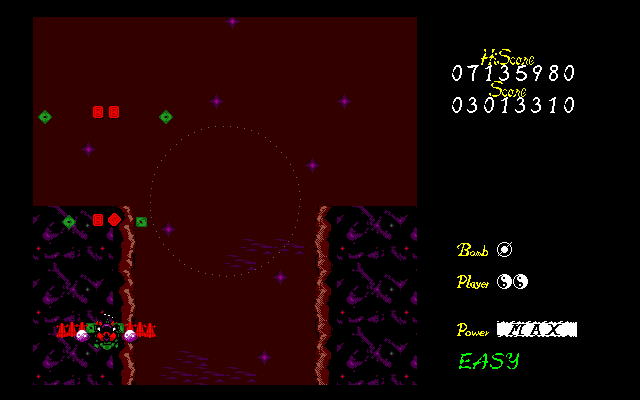 HiScore
07135980
Score
03013310
Bomb
Player
Power MAX
EASY